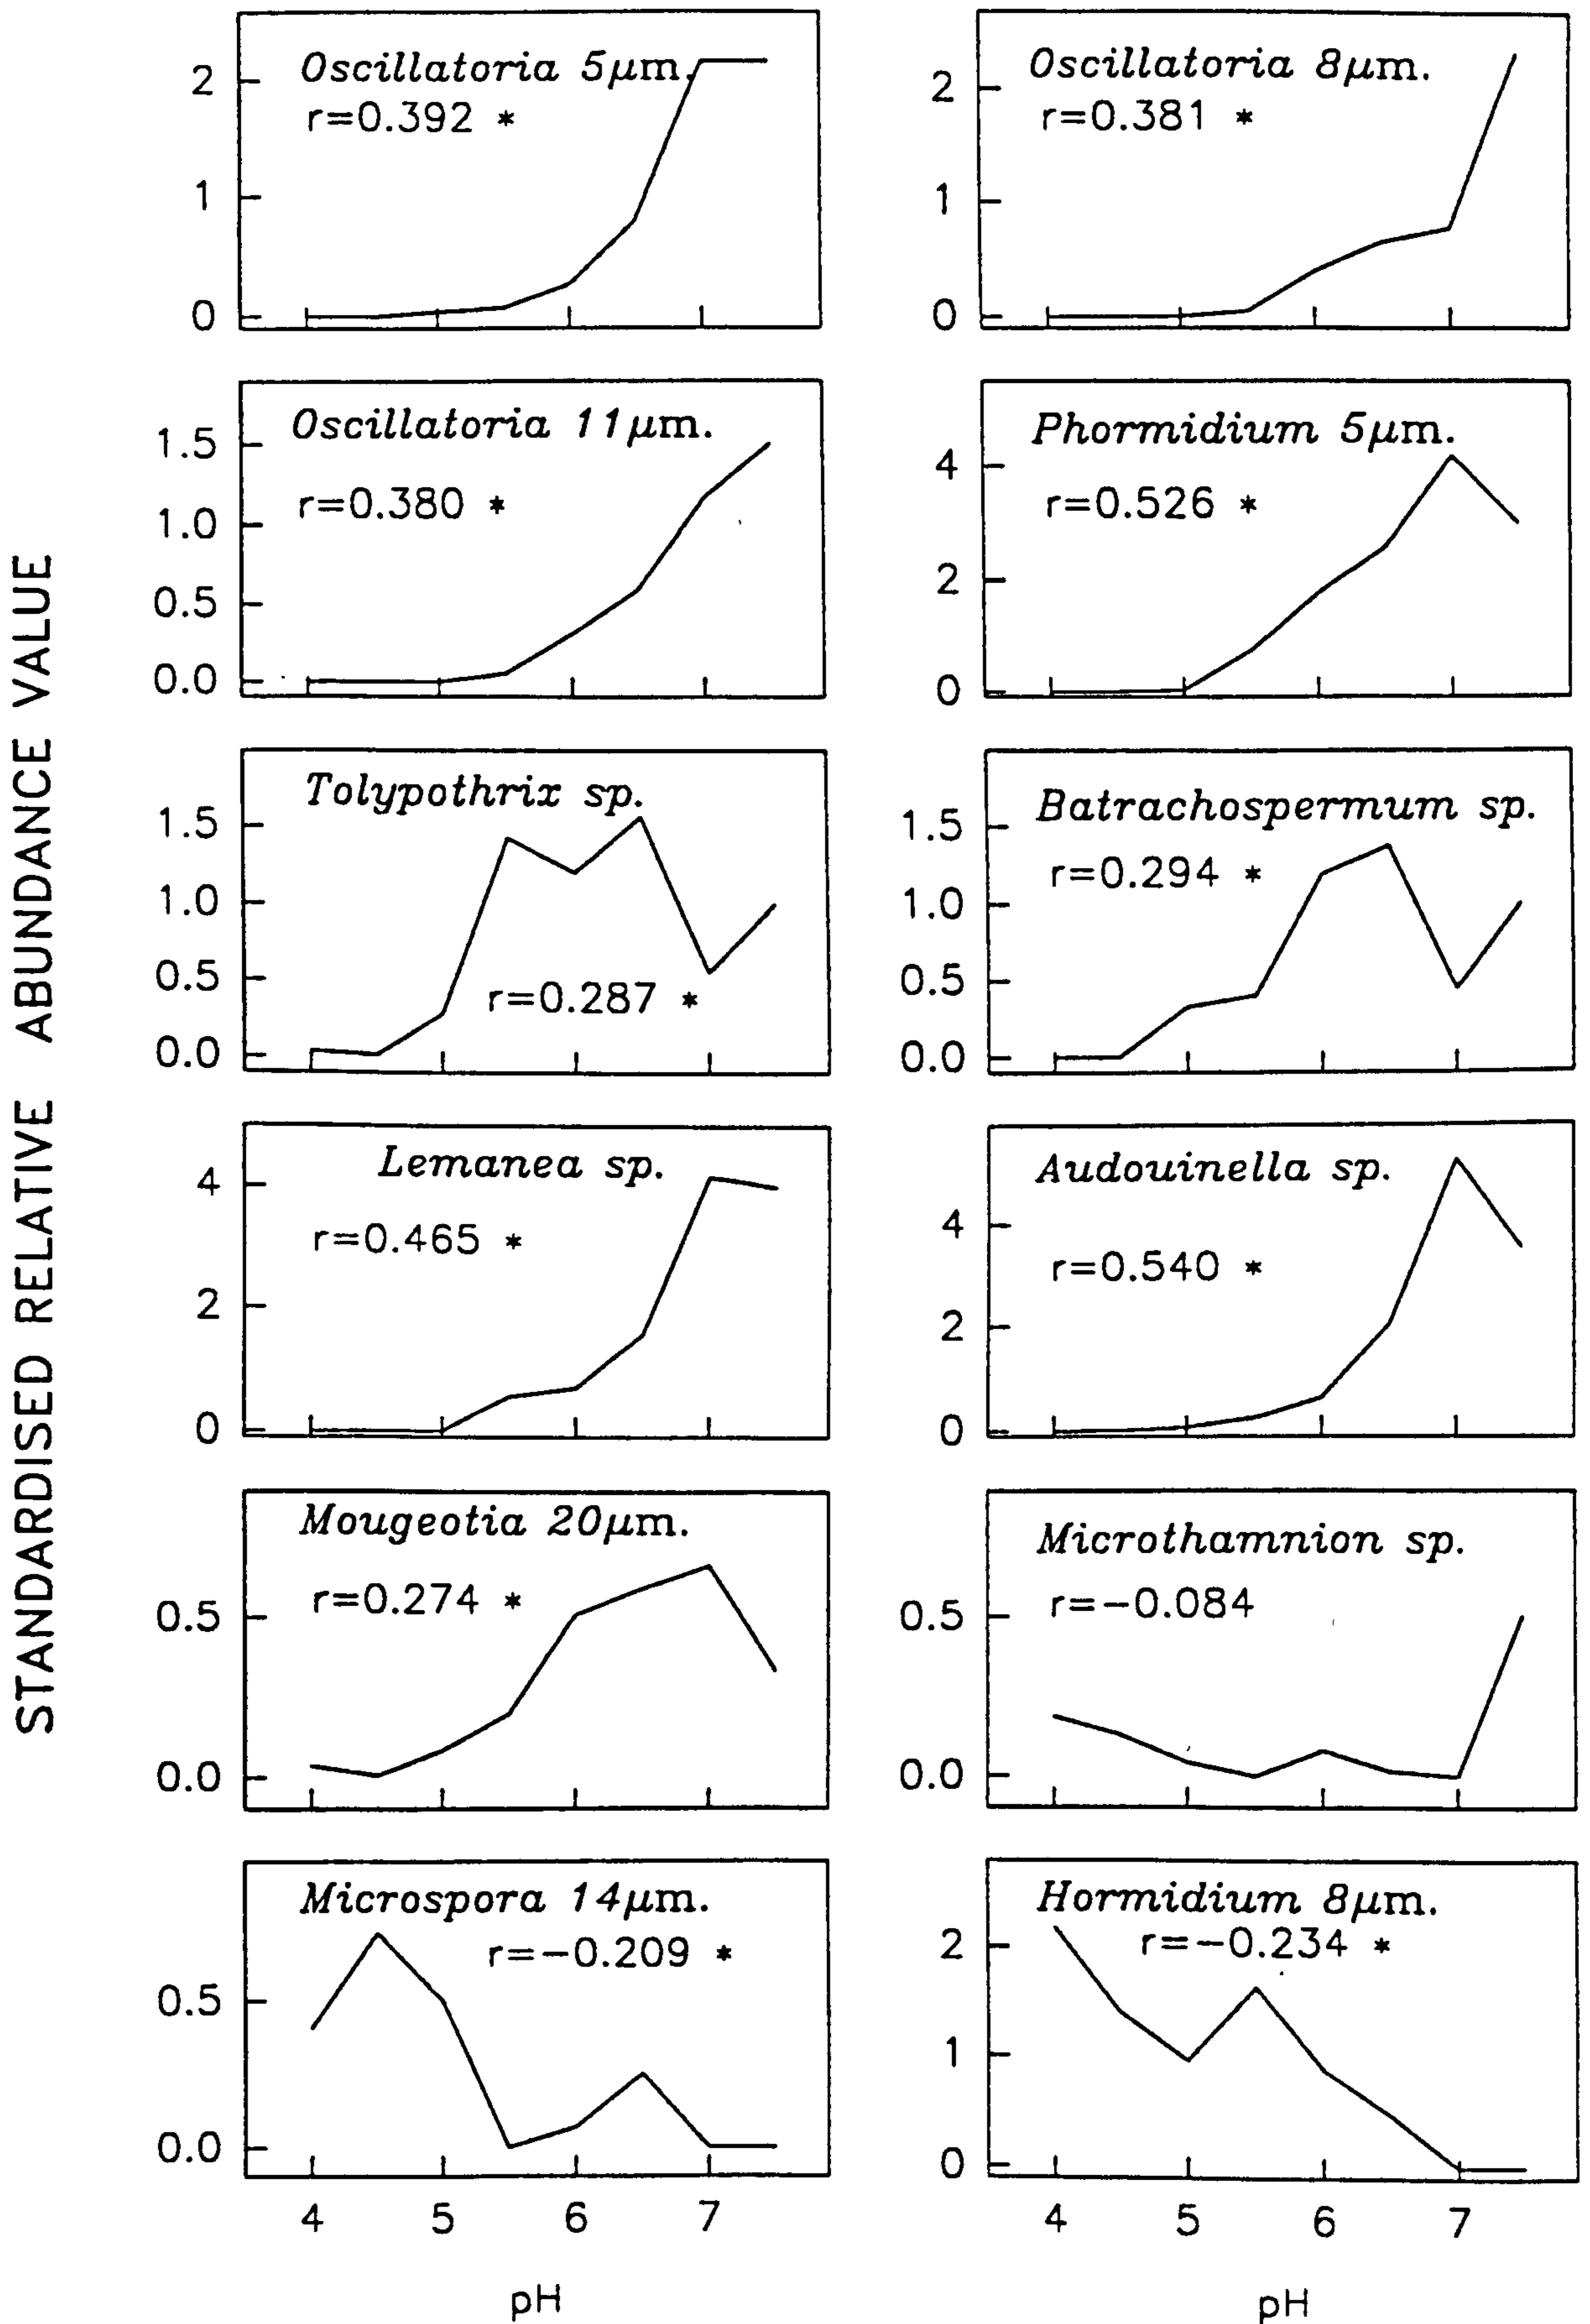 STANDARDISED RELATIVE ABUNDANCE VALUE
Oscillatoria 5μm.
r=0.392 *
2
1
0
Oscillatoria 8μm.
r=0.381 *
2
1
0
Oscillatoria 11μm.
r=0.380 *
1.5
1.0
0.5
0.0
Phormidium 5μm.
r=0.526 *
4
2
0
Tolypothrix sp.
r=0.287 *
1.5
1.0
0.5
0.0
Batrachospermum sp.
r=0.294 *
1.5
1.0
0.5
0.0
Lemanea sp.
r=0.465 *
4
2
0
Audouinella sp.
r=0.540 *
4
2
0
Mougeotia 20μm.
r=0.274 *
0.5
0.0
Microthamnion sp.
r=-0.084
0.5
0.0
Microspora 14μm.
r=-0.209 *
0.5
0.0
4 5 6 7
pH
Hormidium 8μm.
r=-0.234 *
2
1
0
4 5 6 7
pH